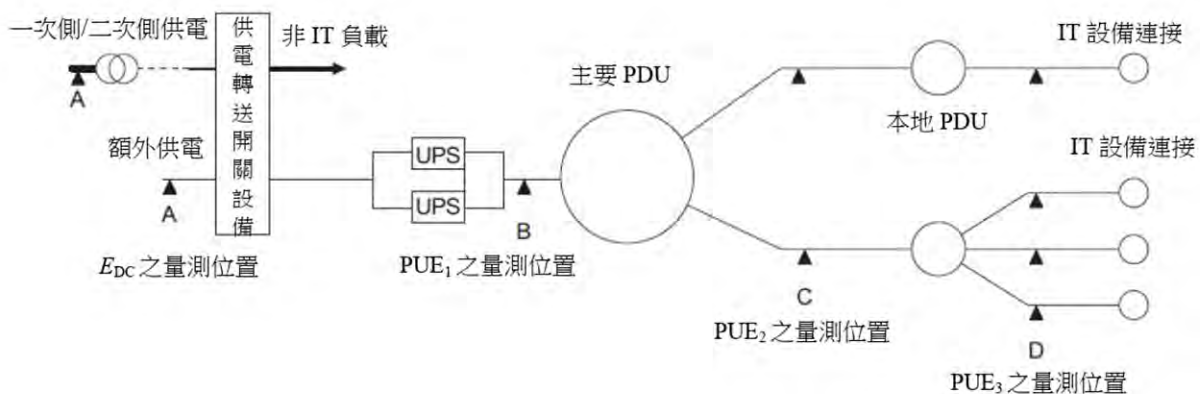 一次側/二次側供電
供電轉送開關設備
非 IT 負載
A
額外供電
A
E_DC 之量測位置
UPS
UPS
B
PUE₁ 之量測位置
主要 PDU
本地 PDU
IT 設備連接
IT 設備連接
C
PUE₂ 之量測位置
D
PUE₃ 之量測位置